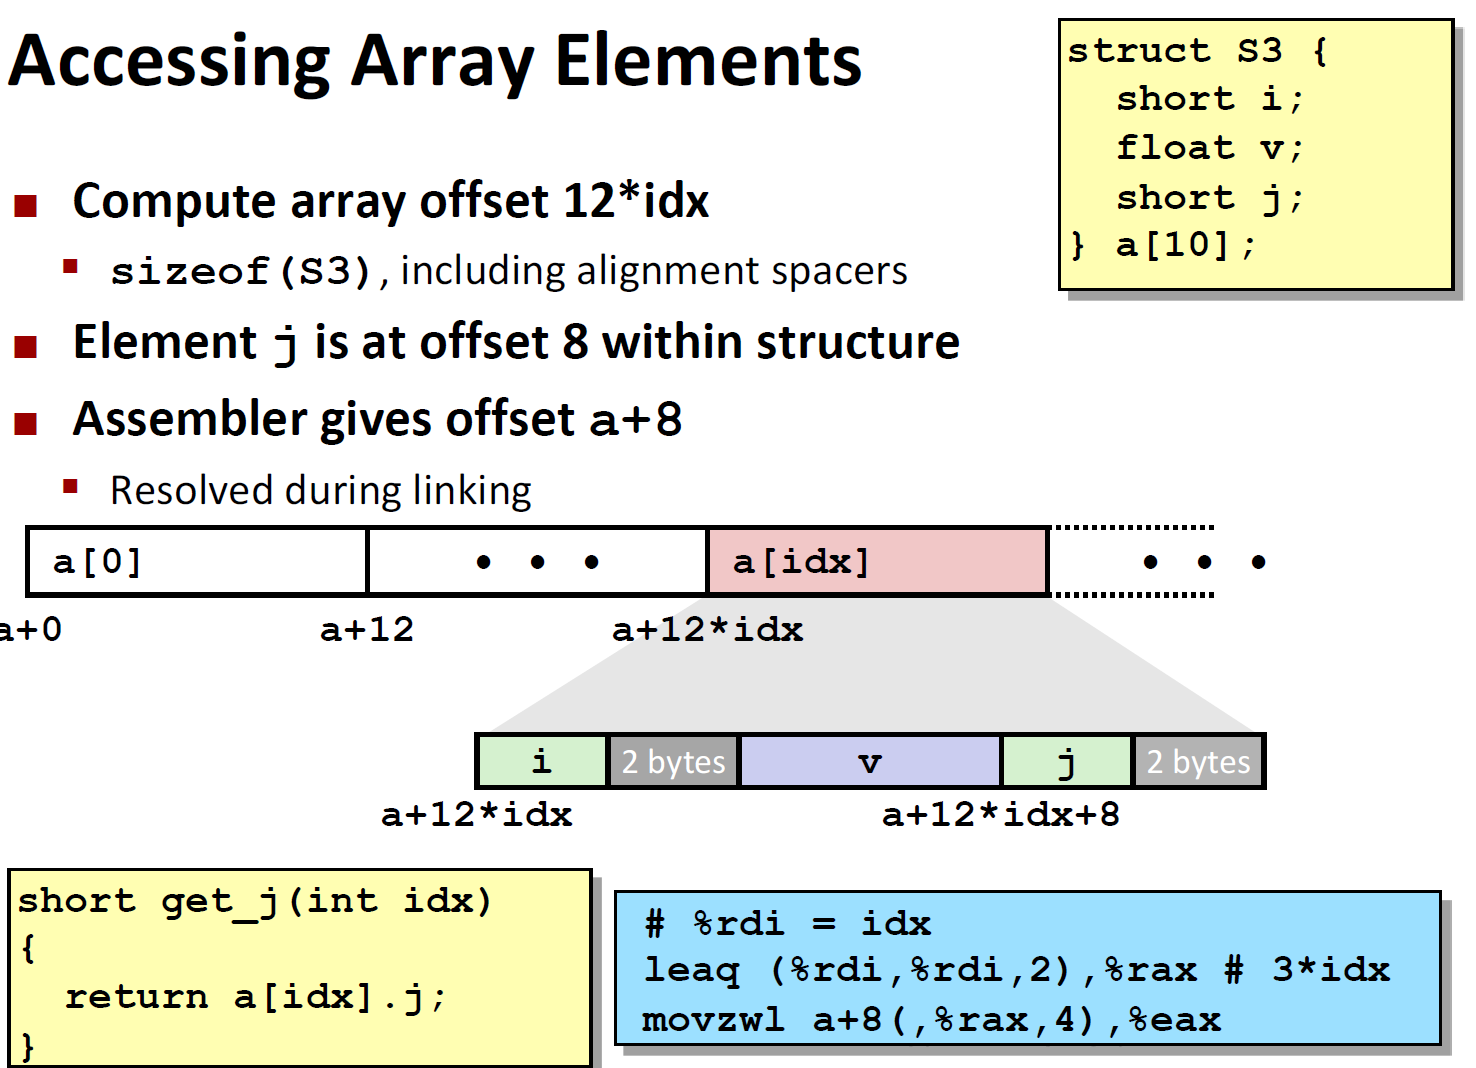 Accessing Array Elements
struct S3 {
short i;
float v;
short j;
} a[10];
Compute array offset 12*idx
sizeof(S3), including alignment spacers
Element j is at offset 8 within structure
Assembler gives offset a+8
Resolved during linking
a[0] • • • a[idx] • • •
a+0 a+12 a+12*idx
i 2 bytes v j 2 bytes
a+12*idx a+12*idx+8
short get_j(int idx)
{
return a[idx].j;
}
# %rdi = idx
leaq (%rdi,%rdi,2),%rax # 3*idx
movzwl a+8(,%rax,4),%eax